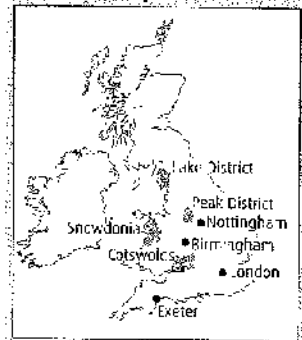 Lake District
Peak District
Nottingham
Snowdonia
Birmingham
Cotswolds
London
Exeter